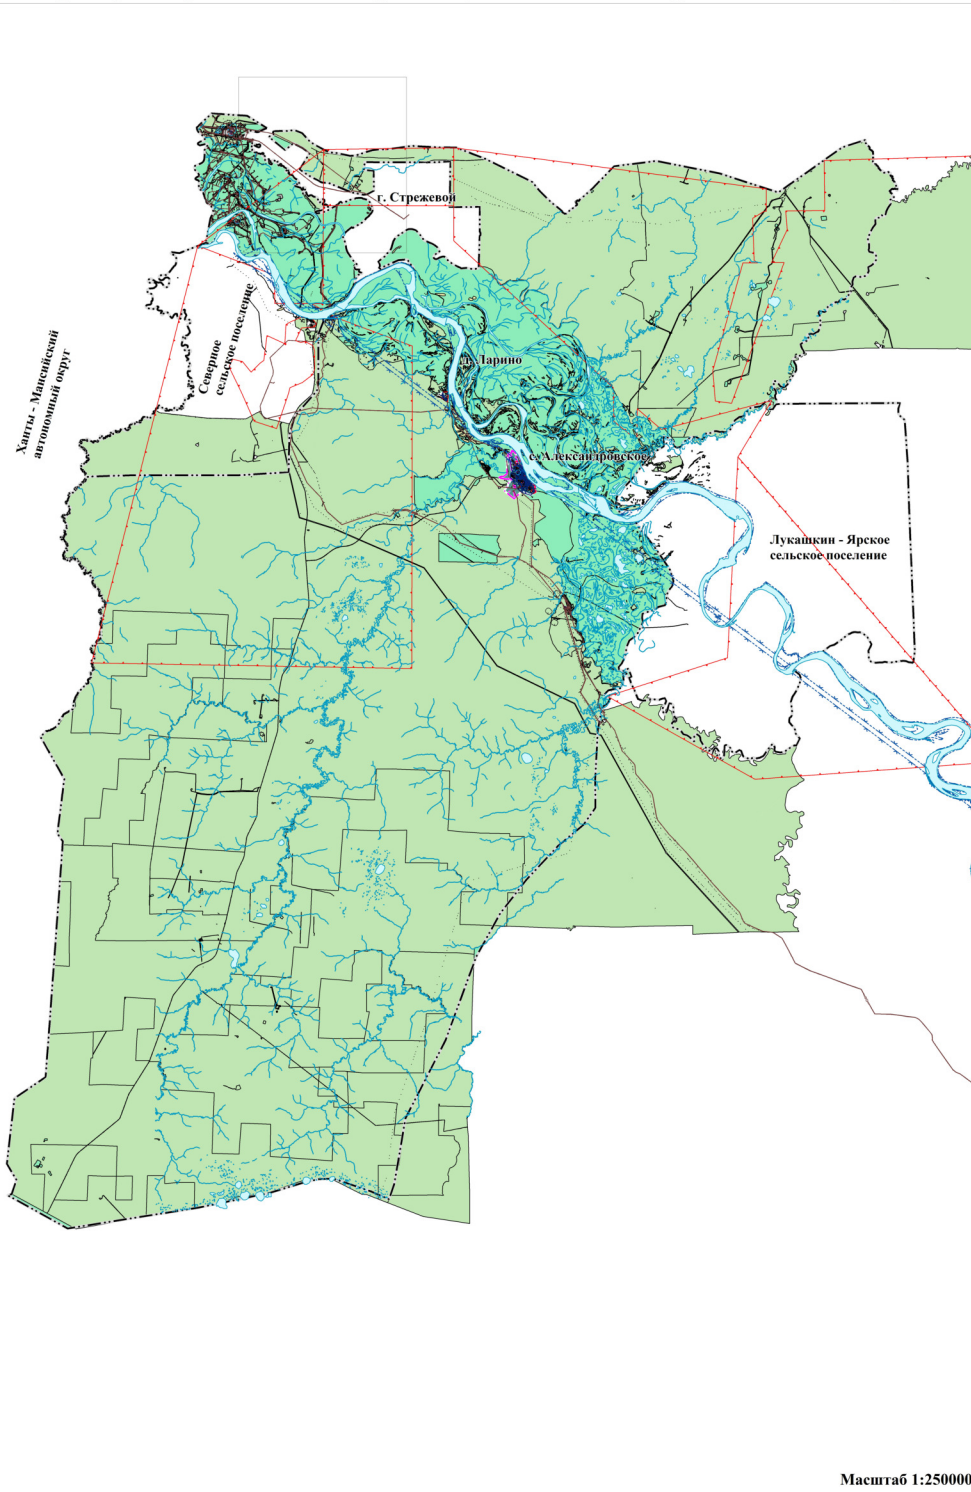 г. Стрежевой
Ханты - Мансийский
автономный округ
Северное
сельское поселение
д. Ларино
с. Александровское
Лукашкин - Ярское
сельское поселение
Масштаб 1:250000